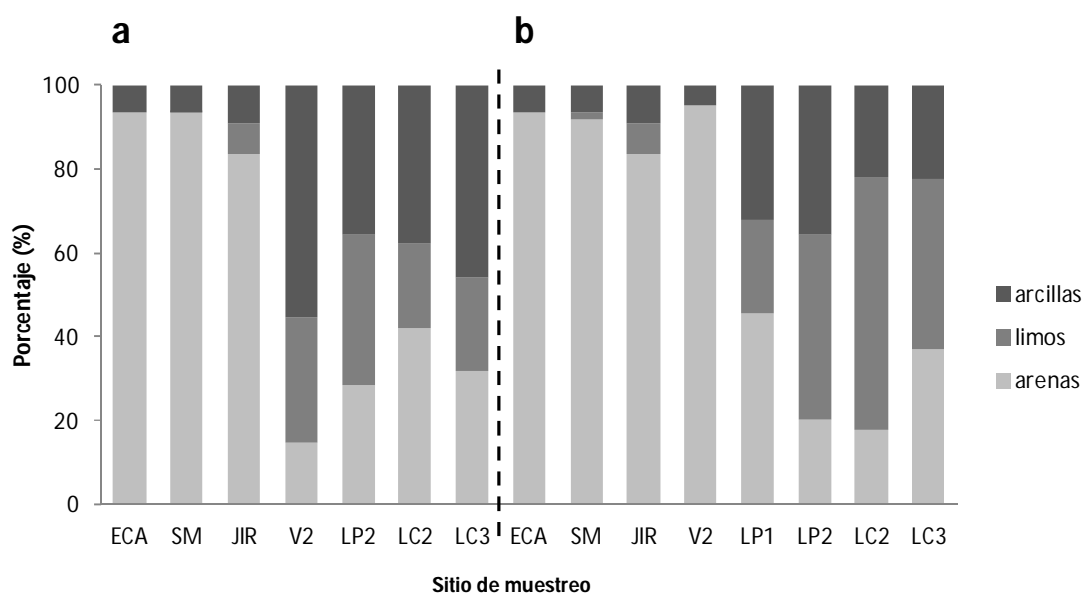 a b
100
80
60
40
20
0
Porcentaje (%)
ECA SM JIR V2 LP2 LC2 LC3 ECA SM JIR V2 LP1 LP2 LC2 LC3
Sitio de muestreo
arcillas
limos
arenas